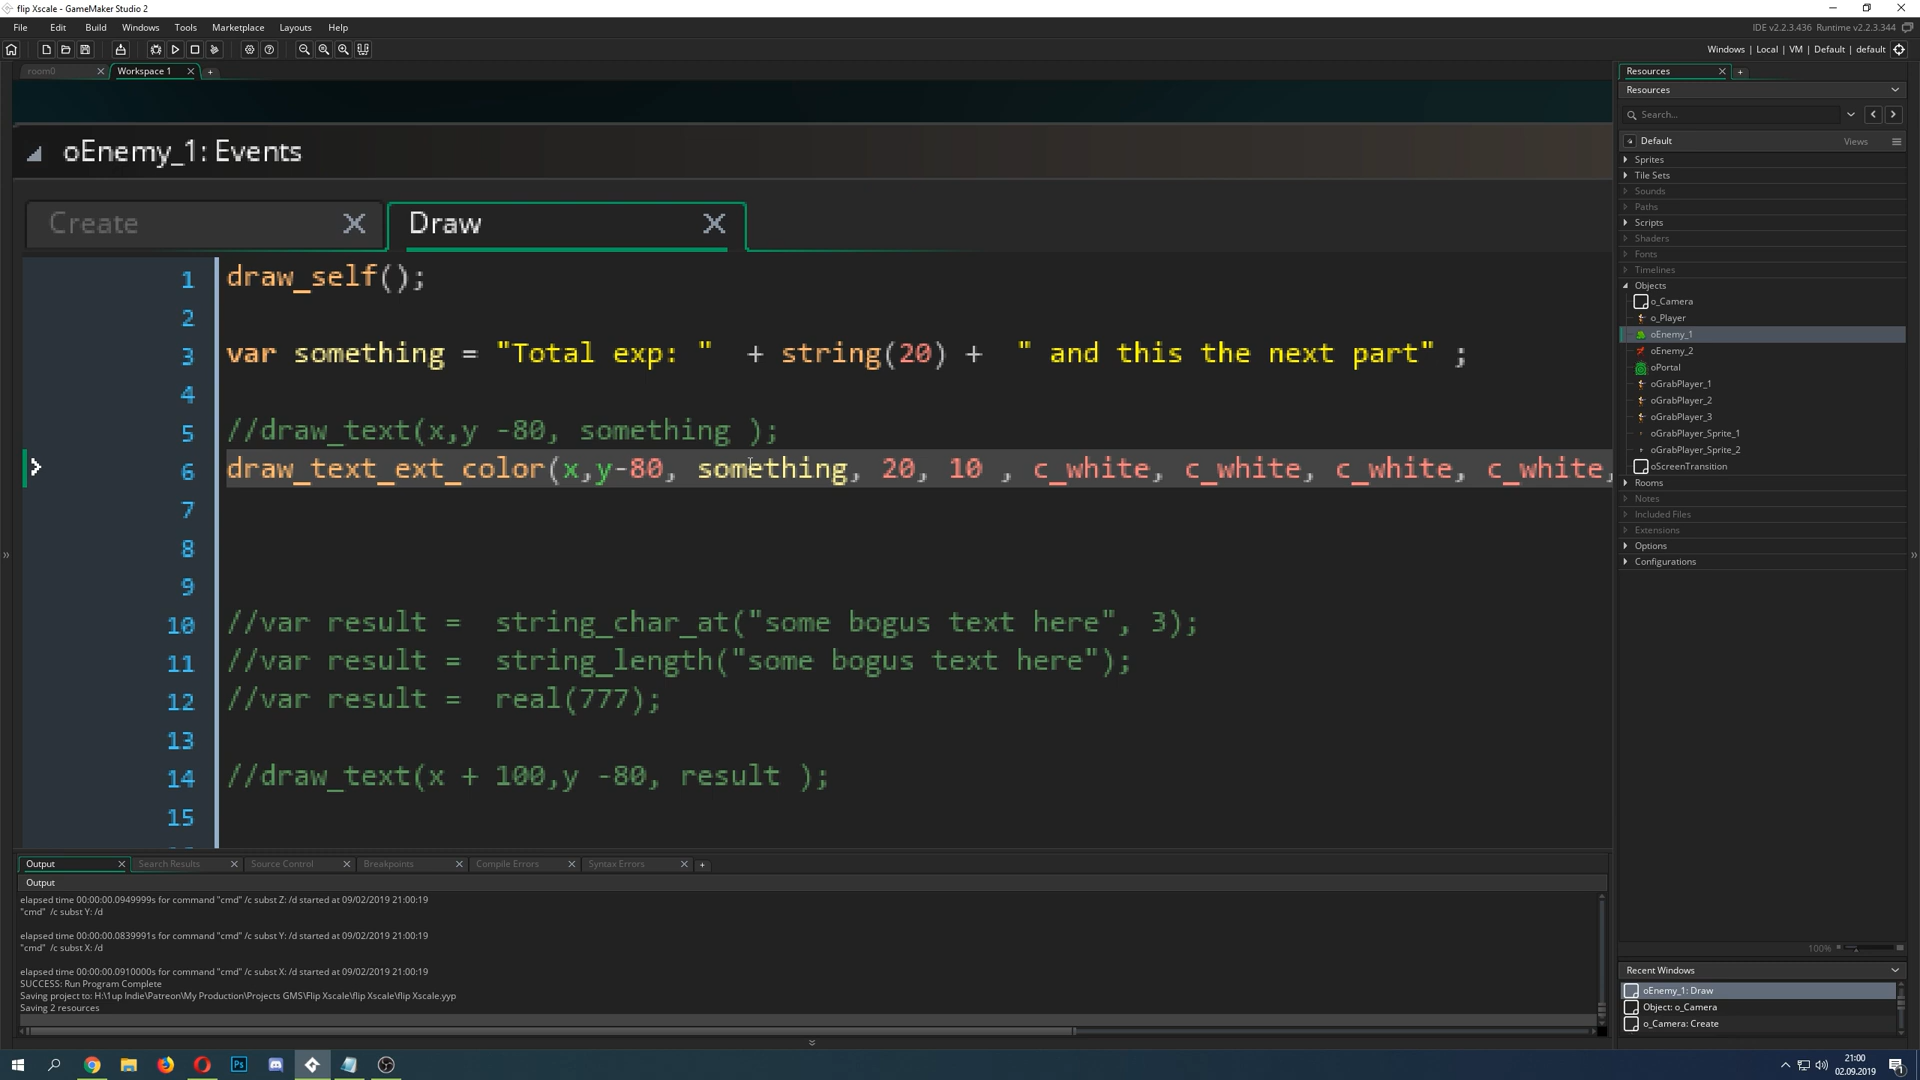 flip Xscale - GameMaker Studio 2
File Edit Build Windows Tools Marketplace Layouts Help
IDE v2.2.3.436 Runtime v2.2.3.344
Windows | Local | VM | Default | default
room0
Workspace 1
oEnemy_1: Events
Create
Draw
1 draw_self();
2
3 var something = "Total exp: "  + string(20) +  " and this the next part" ;
4
5 //draw_text(x,y -80, something );
6 draw_text_ext_color(x,y-80, something, 20, 10 , c_white, c_white, c_white, c_white,
7
8
9
10 //var result =  string_char_at("some bogus text here", 3);
11 //var result =  string_length("some bogus text here");
12 //var result =  real(777);
13
14 //draw_text(x + 100,y -80, result );
15
Output
Search Results
Source Control
Breakpoints
Compile Errors
Syntax Errors
Output
elapsed time 00:00:00.0949999s for command "cmd" /c subst Z: /d started at 09/02/2019 21:00:19
"cmd" /c subst Y: /d
elapsed time 00:00:00.0839991s for command "cmd" /c subst Y: /d started at 09/02/2019 21:00:19
"cmd" /c subst X: /d
elapsed time 00:00:00.0910000s for command "cmd" /c subst X: /d started at 09/02/2019 21:00:19
SUCCESS: Run Program Complete
Saving project to: H:\1up Indie\Patreon\My Production\Projects GMS\Flip Xscale\flip Xscale\flip Xscale.yyp
Saving 2 resources
Resources
Resources
Search...
Default
Views
Sprites
Tile Sets
Sounds
Paths
Scripts
Shaders
Fonts
Timelines
Objects
o_Camera
o_Player
oEnemy_1
oEnemy_2
oPortal
oGrabPlayer_1
oGrabPlayer_2
oGrabPlayer_3
oGrabPlayer_Sprite_1
oGrabPlayer_Sprite_2
oScreenTransition
Rooms
Notes
Included Files
Extensions
Options
Configurations
100%
Recent Windows
oEnemy_1: Draw
Object: o_Camera
o_Camera: Create
21:00
02.09.2019